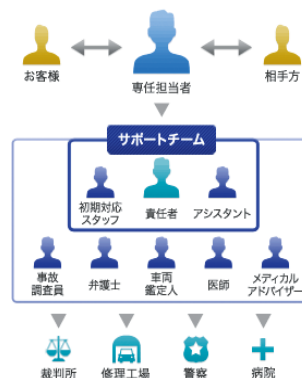 お客様
専任担当者
相手方
サポートチーム
初期対応
スタッフ
責任者
アシスタント
事故
調査員
弁護士
車両
鑑定人
医師
メディカル
アドバイザー
裁判所
修理工場
警察
病院